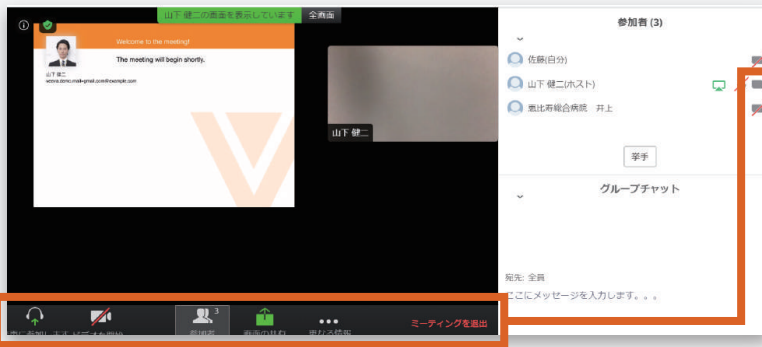 山下 健二の画面を表示しています 全画面
Welcome to the meeting!
The meeting will begin shortly.
山下 健二
山下 健二
参加者 (3)
佐藤(自分)
山下 健二(ホスト)
恵比寿総合病院 井上
挙手
グループチャット
宛先: 全員
ここにメッセージを入力します。。。
3
参加者
画面の共有
更なる情報
ミーティングを退出